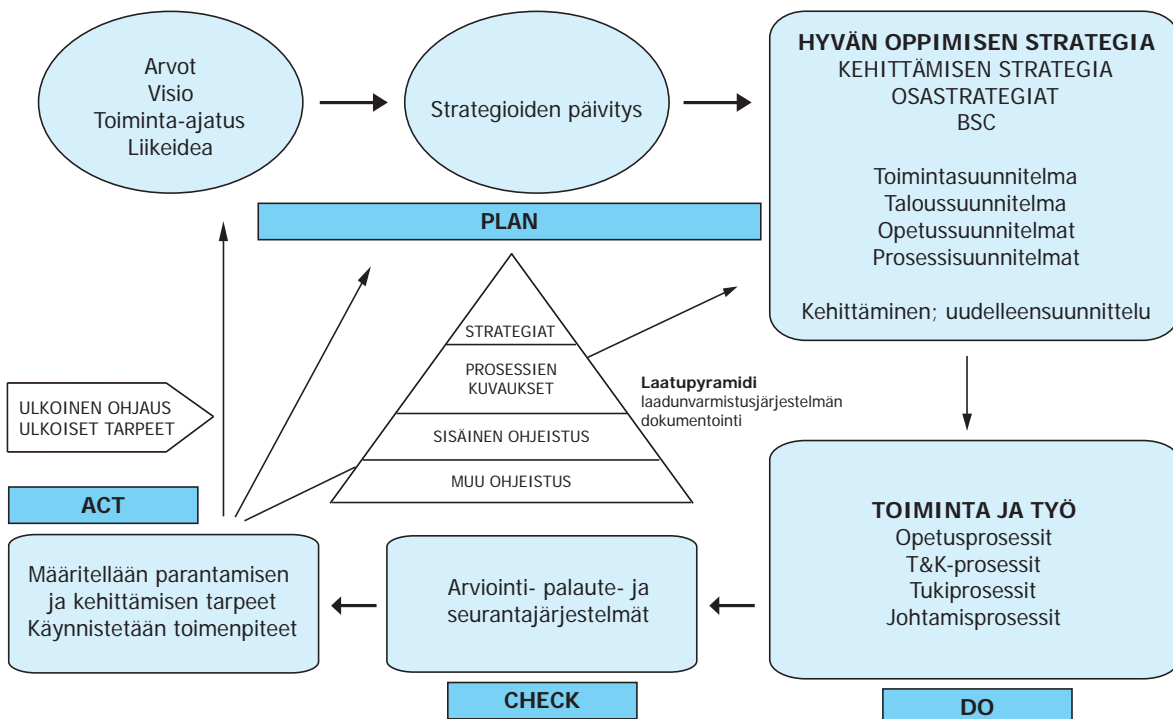 Arvot
Visio
Toiminta-ajatus
Liikeidea
Strategioiden päivitys
HYVÄN OPPIMISEN STRATEGIA
KEHITTÄMISEN STRATEGIA
OSASTRATEGIAT
BSC
Toimintasuunnitelma
Taloussuunnitelma
Opetussuunnitelmat
Prosessisuunnitelmat
Kehittäminen; uudelleensuunnittelu
PLAN
STRATEGIAT
PROSESSIEN
KUVAUKSET
SISÄINEN OHJEISTUS
MUU OHJEISTUS
Laatupyramidi
laadunvarmistusjärjestelmän
dokumentointi
ULKOINEN OHJAUS
ULKOISET TARPEET
ACT
Määritellään parantamisen
ja kehittämisen tarpeet
Käynnistetään toimenpiteet
Arviointi- palaute- ja
seurantajärjestelmät
CHECK
TOIMINTA JA TYÖ
Opetusprosessit
T&K-prosessit
Tukiprosessit
Johtamisprosessit
DO